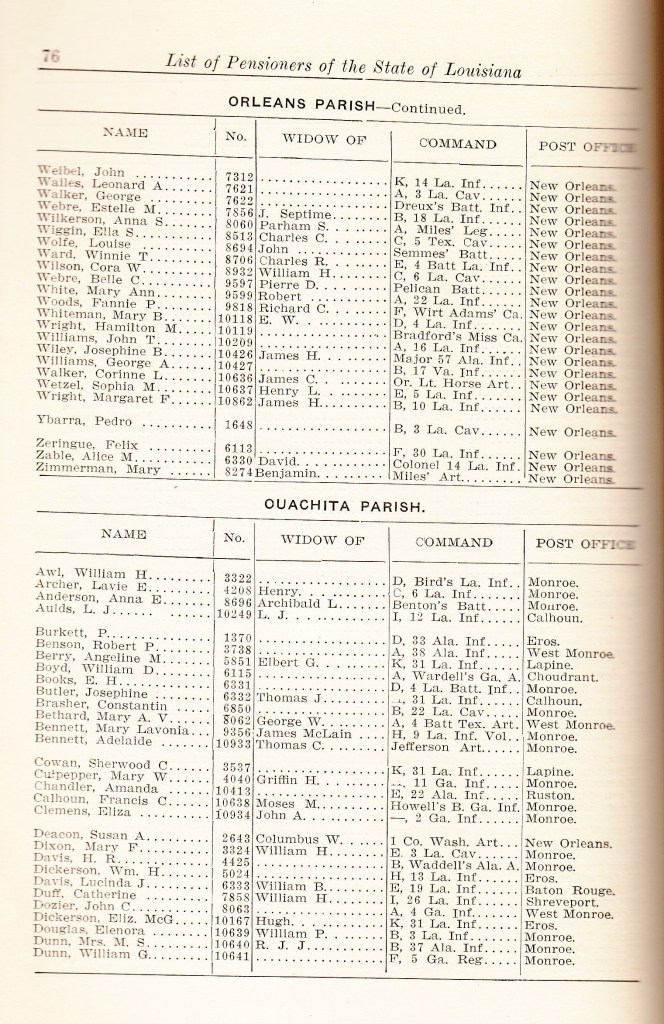 76
List of Pensioners of the State of Louisiana
ORLEANS PARISH—Continued.
NAME No. WIDOW OF COMMAND POST OFFICE
Weibel, John 7312 K, 14 La. Inf. New Orleans.
Wailes, Leonard A. 7621 A, 3 La. Cav. New Orleans.
Walker, George 7622 Dreux's Batt. Inf. New Orleans.
Webre, Estelle M. 7856 J. Septime B, 18 La. Inf. New Orleans.
Wilkerson, Anna S. 8060 Parham S. A, Miles' Leg. New Orleans.
Wiggin, Ella S. 8513 Charles C. C, 5 Tex. Cav. New Orleans.
Wolfe, Louise 8694 John Semmes' Batt. New Orleans.
Ward, Winnie T. 8706 Charles R. E, 4 Batt La. Inf. New Orleans.
Wilson, Cora W. 8932 William H. C, 6 La. Cav. New Orleans.
Webre, Belle C. 9597 Pierre D. Pelican Batt. New Orleans.
White, Mary Ann 9599 Robert A, 22 La. Inf. New Orleans.
Woods, Fannie P. 9818 Richard C. F, Wirt Adams' Ca. New Orleans.
Whiteman, Mary B. 10118 E. W. D, 4 La. Inf. New Orleans.
Wright, Hamilton M. 10119 Bradford's Miss Ca. New Orleans.
Williams, John T. 10209 A, 16 La. Inf. New Orleans.
Wiley, Josephine B. 10426 James H. Major 57 Ala. Inf. New Orleans.
Williams, George A. 10427 B, 17 Va. Inf. New Orleans.
Walker, Corinne L. 10636 James C. Or. Lt. Horse Art. New Orleans.
Wetzel, Sophia M. 10637 Henry L. E, 5 La. Inf. New Orleans.
Wright, Margaret F. 10862 James H. B, 10 La. Inf. New Orleans.
Ybarra, Pedro 1648 B, 3 La. Cav. New Orleans.
Zeringue, Felix 6113 F, 30 La. Inf. New Orleans.
Zable, Alice M. 6330 David. Colonel 14 La. Inf. New Orleans.
Zimmerman, Mary 8274 Benjamin. Miles' Art. New Orleans.
OUACHITA PARISH.
NAME No. WIDOW OF COMMAND POST OFFICE
Awl, William H. 3322 D, Bird's La. Inf. Monroe.
Archer, Lavie E. 4208 Henry. C, 6 La. Inf. Monroe.
Anderson, Anna E. 8696 Archibald L. Benton's Batt. Monroe.
Aulds, L. J. 10249 L. J. I, 12 La. Inf. Calhoun.
Burkett, P. 1370 D, 33 Ala. Inf. Eros.
Benson, Robert P. 3738 A, 38 Ala. Inf. West Monroe.
Berry, Angeline M. 5851 Elbert G. K, 31 La. Inf. Lapine.
Boyd, William D. 6115 A, Wardell's Ga. A. Choudrant.
Books, E. H. 6331 D, 4 La. Batt. Inf. Monroe.
Butler, Josephine 6332 Thomas J. 31 La. Inf. Calhoun.
Brasher, Constantin 6850 B, 22 La. Cav. Monroe.
Bethard, Mary A. V. 8062 George W. A, 4 Batt Tex. Art. West Monroe.
Bennett, Mary Lavonia 9356 James McLain H, 9 La. Inf. Vol. Monroe.
Bennett, Adelaide 10933 Thomas C. Jefferson Art. Monroe.
Cowan, Sherwood C. 3537 K, 31 La. Inf. Lapine.
Culpepper, Mary W. 4040 Griffin H. 11 Ga. Inf. Monroe.
Chandler, Amanda 10413 E, 22 Ala. Inf. Ruston.
Calhoun, Francis C. 10638 Moses M. Howell's B. Ga. Inf. Monroe.
Clemens, Eliza 10934 John A. —, 2 Ga. Inf. Monroe.
Deacon, Susan A. 2643 Columbus W. 1 Co. Wash. Art. New Orleans.
Dixon, Mary F. 3324 William H. E. 3 La. Cav. Monroe.
Davis, H. R. 4425 B, Waddell's Ala. A. Monroe.
Dickerson, Wm. H. 5024 H, 13 La. Inf. Eros.
Davis, Lucinda J. 6333 William B. E, 19 La. Inf. Baton Rouge.
Duff, Catherine 7858 William H. I, 26 La. Inf. Shreveport.
Dozier, John C. 8063 A, 4 Ga. Inf. West Monroe.
Dickerson, Eliz. McG. 10167 Hugh. K, 31 La. Inf. Eros.
Douglas, Elenora 10639 William P. B, 3 La. Inf. Monroe.
Dunn, Mrs. M. S. 10640 R. J. J. B, 37 Ala. Inf. Monroe.
Dunn, William G. 10641 F, 5 Ga. Reg. Monroe.